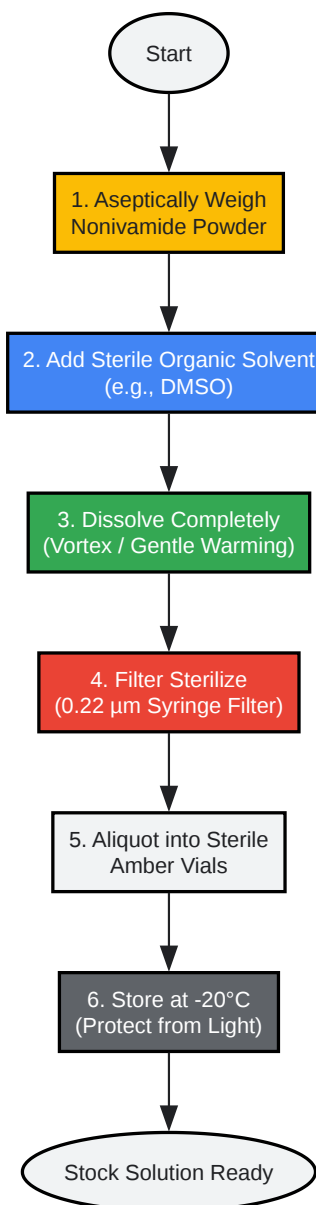 Start
1. Aseptically Weigh
Nonivamide Powder
2. Add Sterile Organic Solvent
(e.g., DMSO)
3. Dissolve Completely
(Vortex / Gentle Warming)
4. Filter Sterilize
(0.22 µm Syringe Filter)
5. Aliquot into Sterile
Amber Vials
6. Store at -20°C
(Protect from Light)
Stock Solution Ready